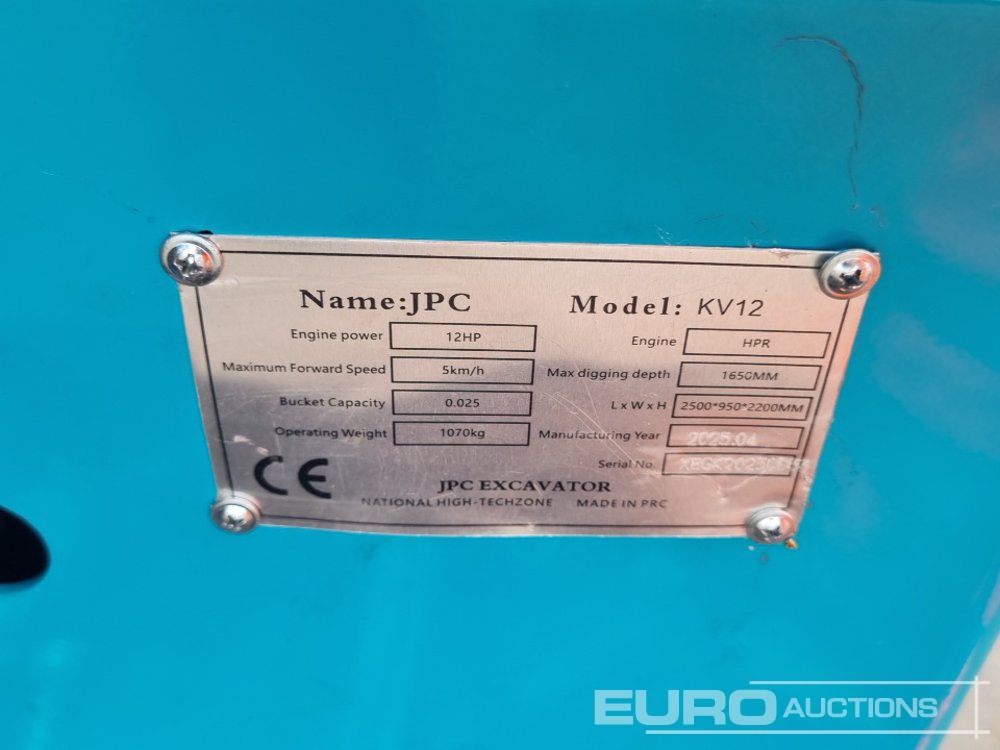 Name:JPC Model: KV12
Engine power 12HP Engine HPR
Maximum Forward Speed 5km/h Max digging depth 1650MM
Bucket Capacity 0.025 L x W x H 2500*950*2200MM
Operating Weight 1070kg Manufacturing Year 2025.04
Serial No.
CE
JPC EXCAVATOR
NATIONAL HIGH-TECHZONE MADE IN PRC
EURO AUCTIONS